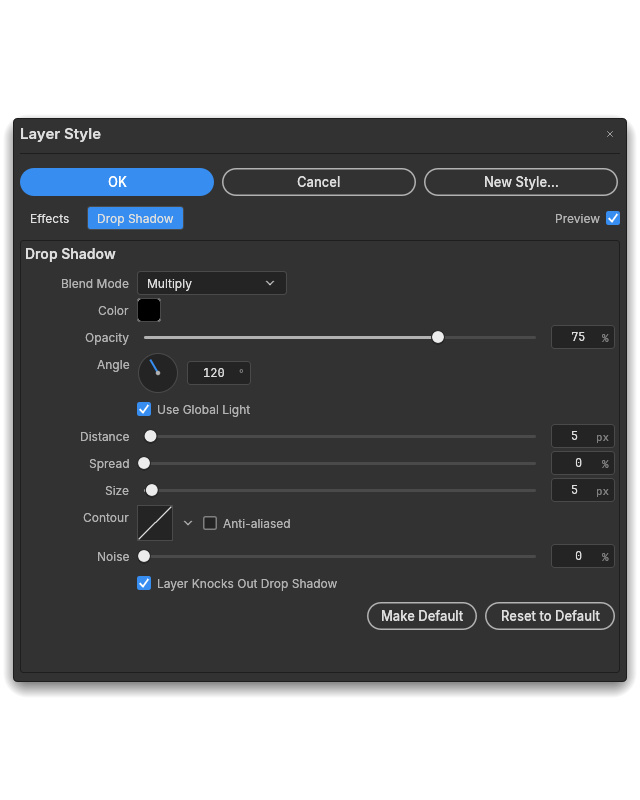 Layer Style
OK Cancel New Style...
Effects Drop Shadow Preview
Drop Shadow
Blend Mode Multiply
Color
Opacity 75 %
Angle 120 °
Use Global Light
Distance 5 px
Spread 0 %
Size 5 px
Contour Anti-aliased
Noise 0 %
Layer Knocks Out Drop Shadow
Make Default Reset to Default